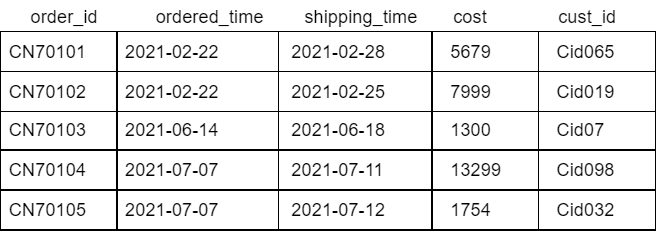 order_id ordered_time shipping_time cost cust_id
CN70101 2021-02-22 2021-02-28 5679 Cid065
CN70102 2021-02-22 2021-02-25 7999 Cid019
CN70103 2021-06-14 2021-06-18 1300 Cid07
CN70104 2021-07-07 2021-07-11 13299 Cid098
CN70105 2021-07-07 2021-07-12 1754 Cid032